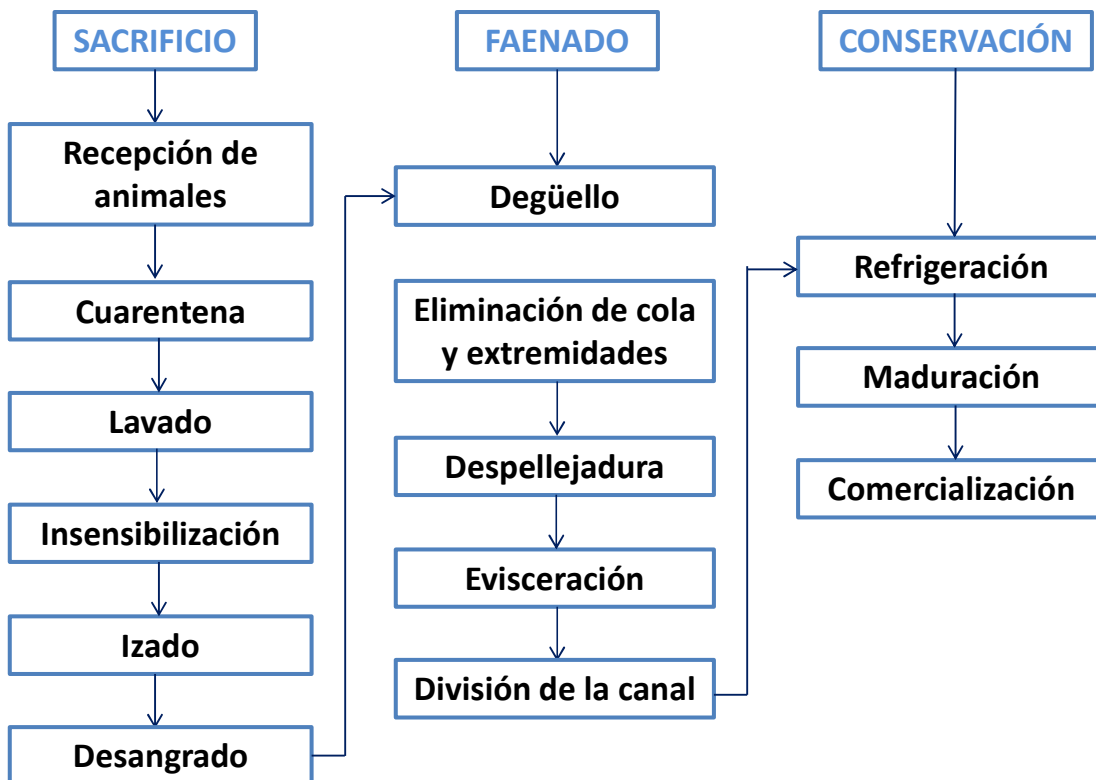 SACRIFICIO
Recepción de
animales
Cuarentena
Lavado
Insensibilización
Izado
Desangrado
FAENADO
Degüello
Eliminación de cola
y extremidades
Despellejadura
Evisceración
División de la canal
CONSERVACIÓN
Refrigeración
Maduración
Comercialización